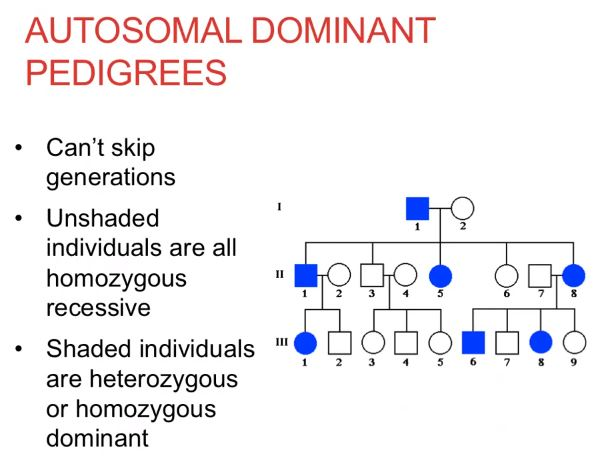 AUTOSOMAL DOMINANT
PEDIGREES
• Can’t skip
generations
• Unshaded
individuals are all
homozygous
recessive
• Shaded individuals
are heterozygous
or homozygous
dominant
I
1 2
II
1 2 3 4 5 6 7 8
III
1 2 3 4 5 6 7 8 9